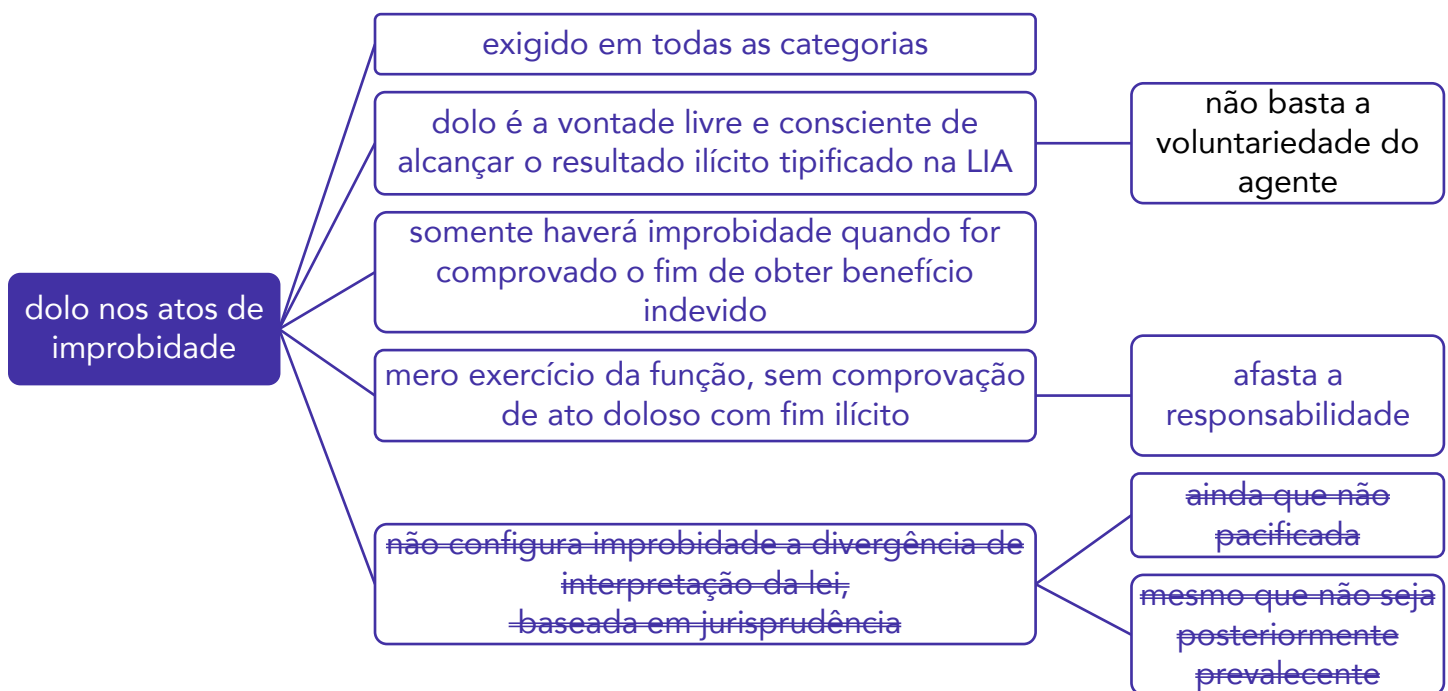 dolo nos atos de
improbidade
exigido em todas as categorias
dolo é a vontade livre e consciente de
alcançar o resultado ilícito tipificado na LIA
não basta a
voluntariedade do
agente
somente haverá improbidade quando for
comprovado o fim de obter benefício
indevido
mero exercício da função, sem comprovação
de ato doloso com fim ilícito
afasta a
responsabilidade
não configura improbidade a divergência de
interpretação da lei,
baseada em jurisprudência
ainda que não
pacificada
mesmo que não seja
posteriormente
prevalecente